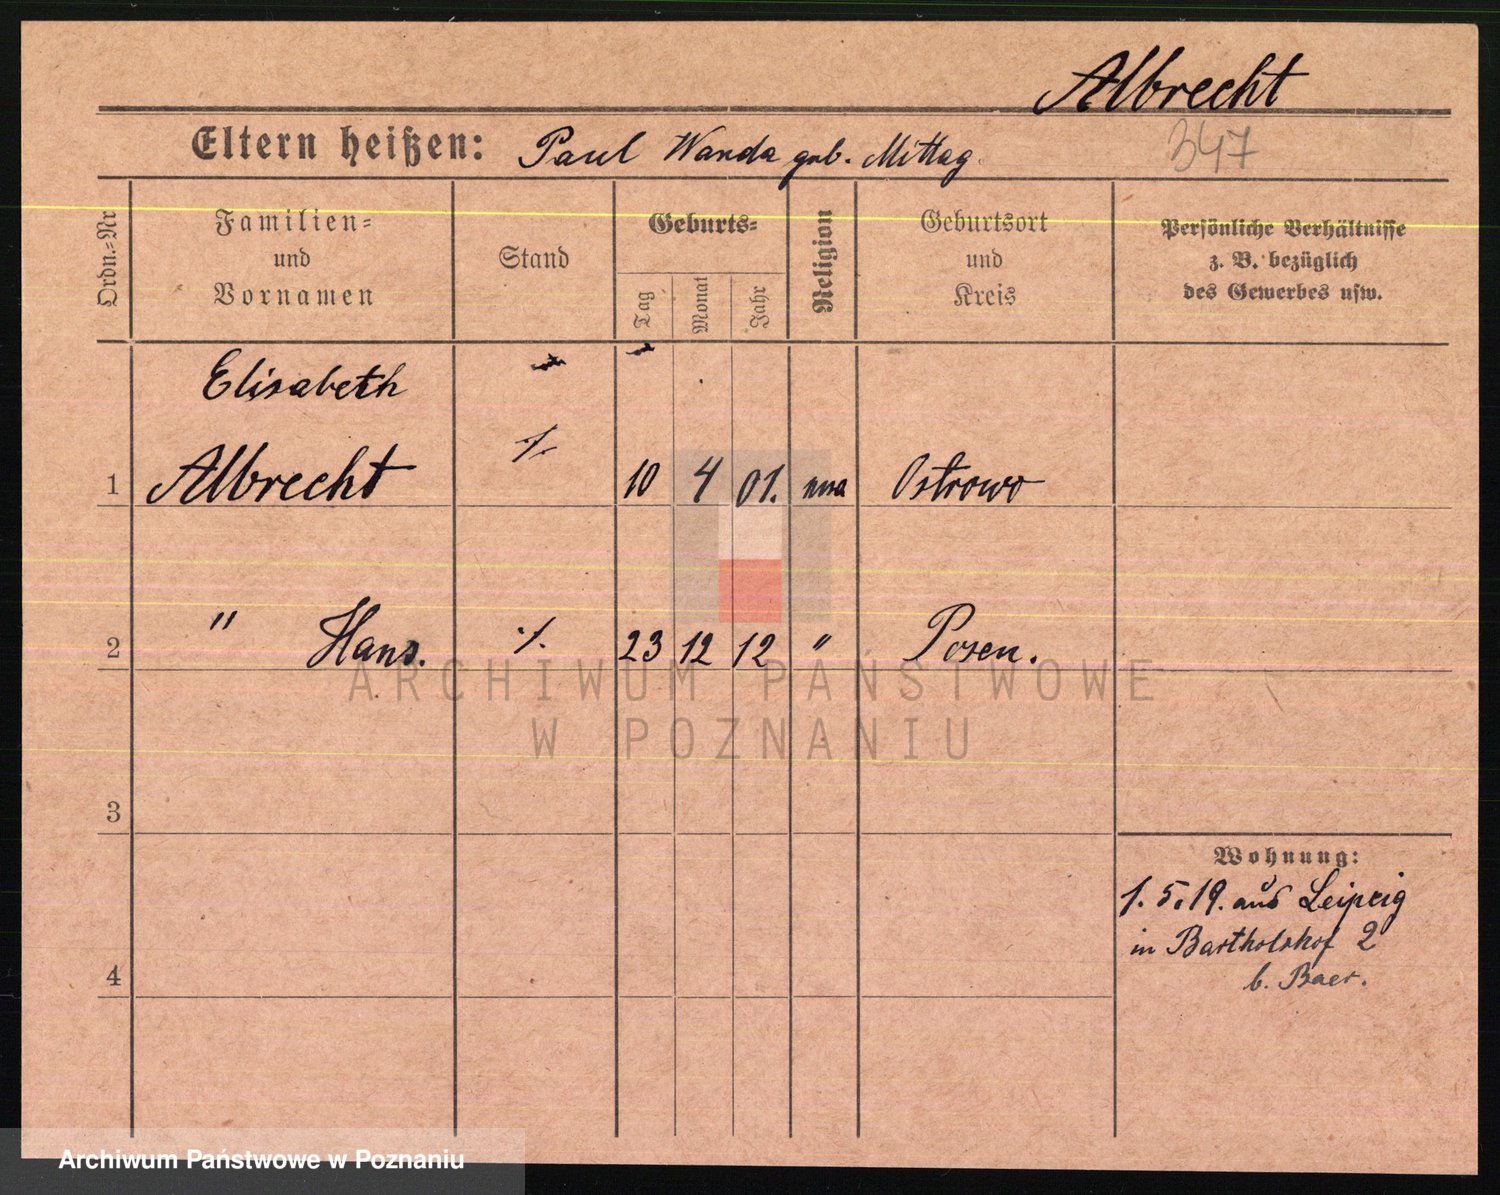 Albrecht
Eltern heißen: Paul Wanda geb. Mittag.
347
Ordn.-Nr
Familien-
und
Vornamen
Stand
Geburts-
Tag
Monat
Jahr
Religion
Geburtsort
und
Kreis
Persönliche Verhältnisse
z. B. bezüglich
des Gewerbes usw.
Elisabeth
1 Albrecht ./. 10 4 01. Ostrowo
2 " Hans. ./. 23 12 12 " Posen.
3
4
Wohnung:
1. 5. 19. aus Leipzig
in Bartholshof 2
b. Baer.
ARCHIWUM PAŃSTWOWE
W POZNANIU
Archiwum Państwowe w Poznaniu